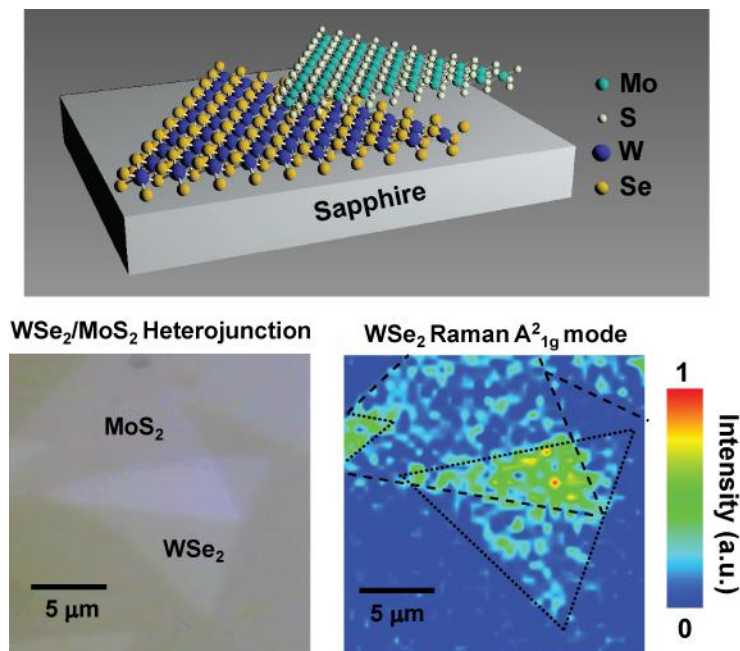 Mo
S
W
Se
Sapphire
WSe₂/MoS₂ Heterojunction
MoS₂
WSe₂
5 μm
WSe₂ Raman A²₁g mode
5 μm
1
Intensity (a.u.)
0